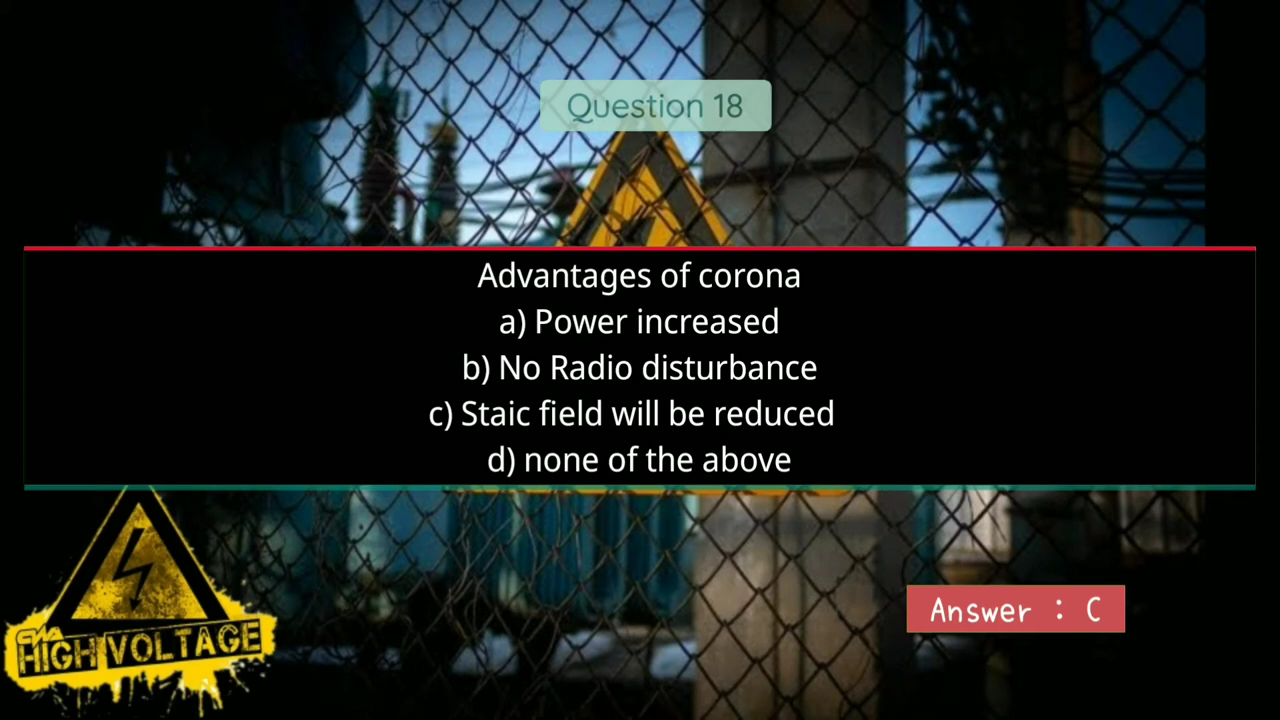 Question 18
Advantages of corona
a) Power increased
b) No Radio disturbance
c) Staic field will be reduced
d) none of the above
HIGH VOLTAGE
Answer : C